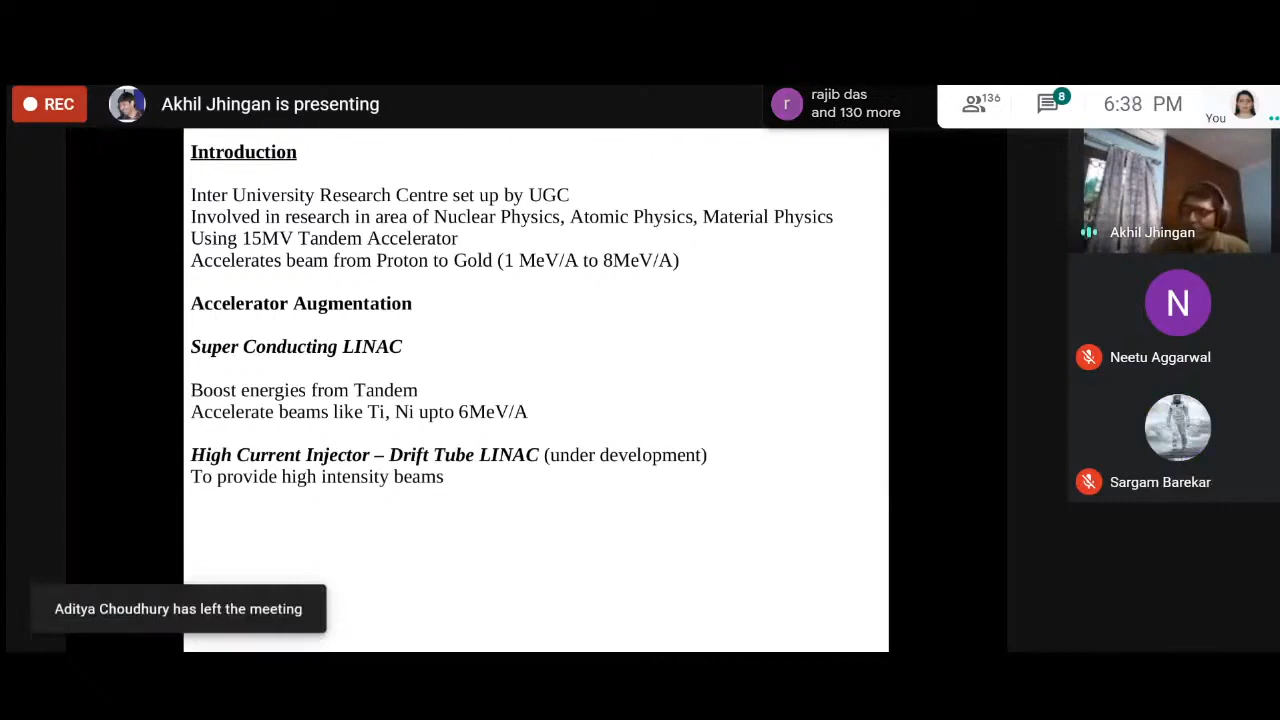 REC
Akhil Jhingan is presenting
r
rajib das
and 130 more
136
8
6:38 PM
You
Introduction
Inter University Research Centre set up by UGC
Involved in research in area of Nuclear Physics, Atomic Physics, Material Physics
Using 15MV Tandem Accelerator
Accelerates beam from Proton to Gold (1 MeV/A to 8MeV/A)
Accelerator Augmentation
Super Conducting LINAC
Boost energies from Tandem
Accelerate beams like Ti, Ni upto 6MeV/A
High Current Injector – Drift Tube LINAC (under development)
To provide high intensity beams
Akhil Jhingan
N
Neetu Aggarwal
Sargam Barekar
Aditya Choudhury has left the meeting